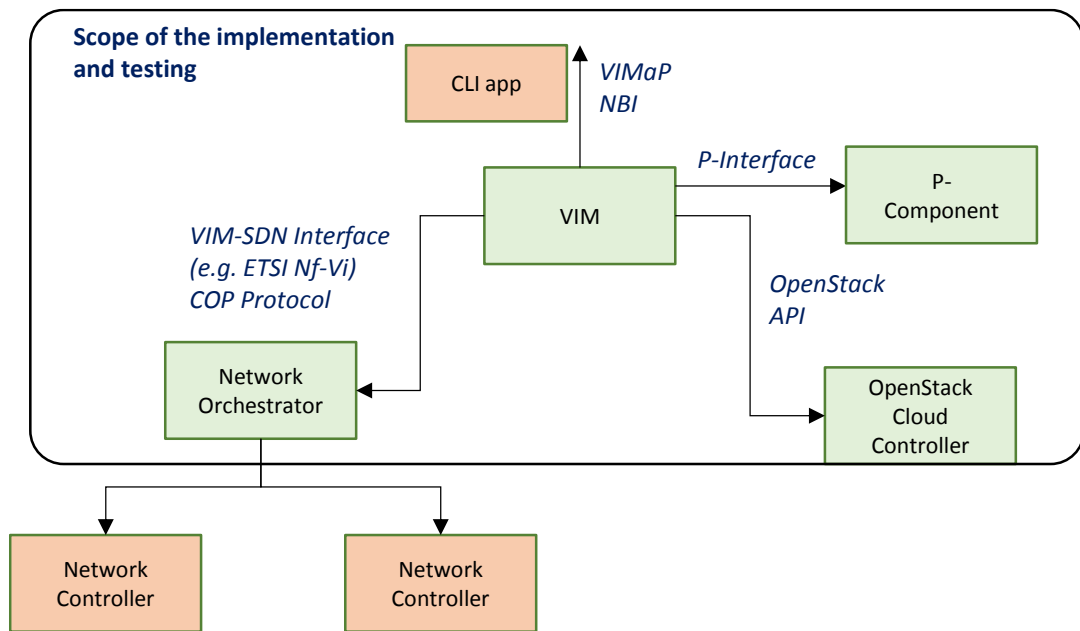 Scope of the implementation
and testing
CLI app
VIMaP
NBI
P-Interface
P-
Component
VIM
VIM-SDN Interface
(e.g. ETSI Nf-Vi)
COP Protocol
OpenStack
API
Network
Orchestrator
OpenStack
Cloud
Controller
Network
Controller
Network
Controller